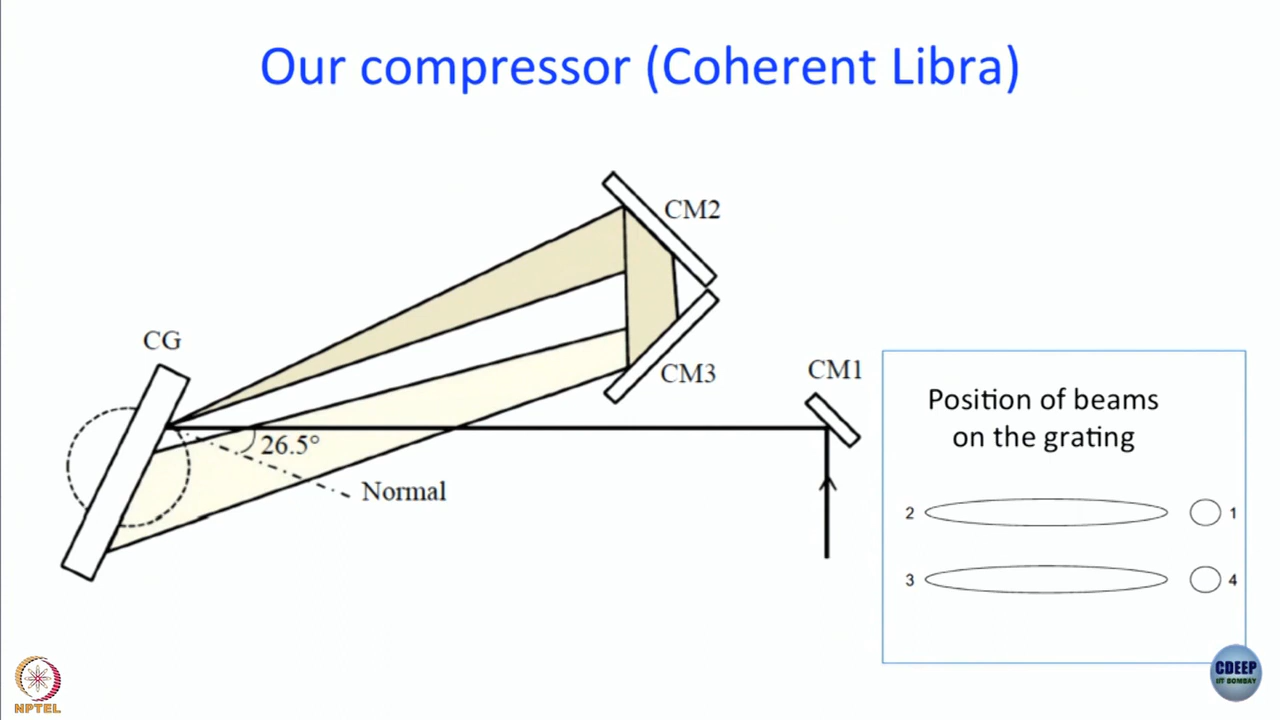 Our compressor (Coherent Libra)
CM2
CG
CM3
CM1
26.5°
Normal
Position of beams
on the grating
2
1
3
4
NPTEL
CDEEP
IIT BOMBAY